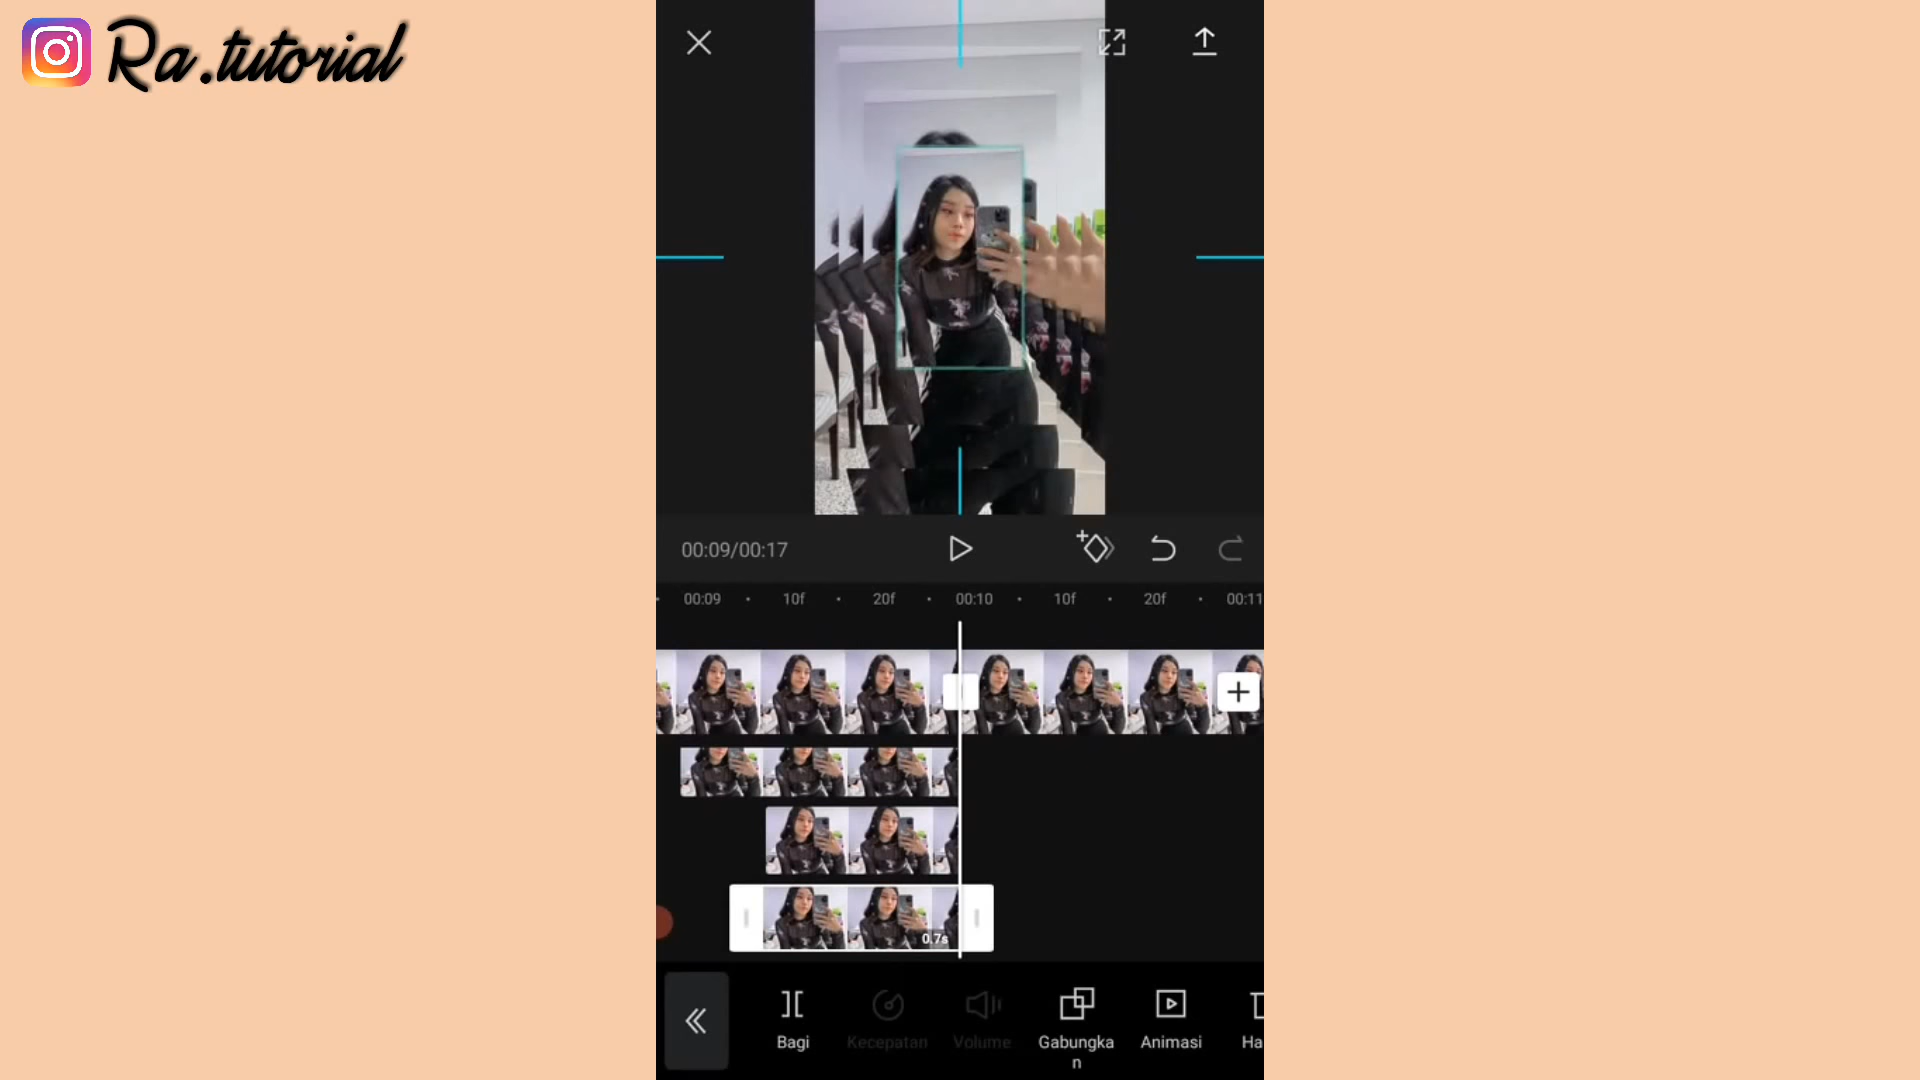 Ra.tutorial
00:09/00:17
00:09 10f 20f 00:10 10f 20f 00:11
0.7s
Bagi Kecepatan Volume Gabungka
n Animasi Ha